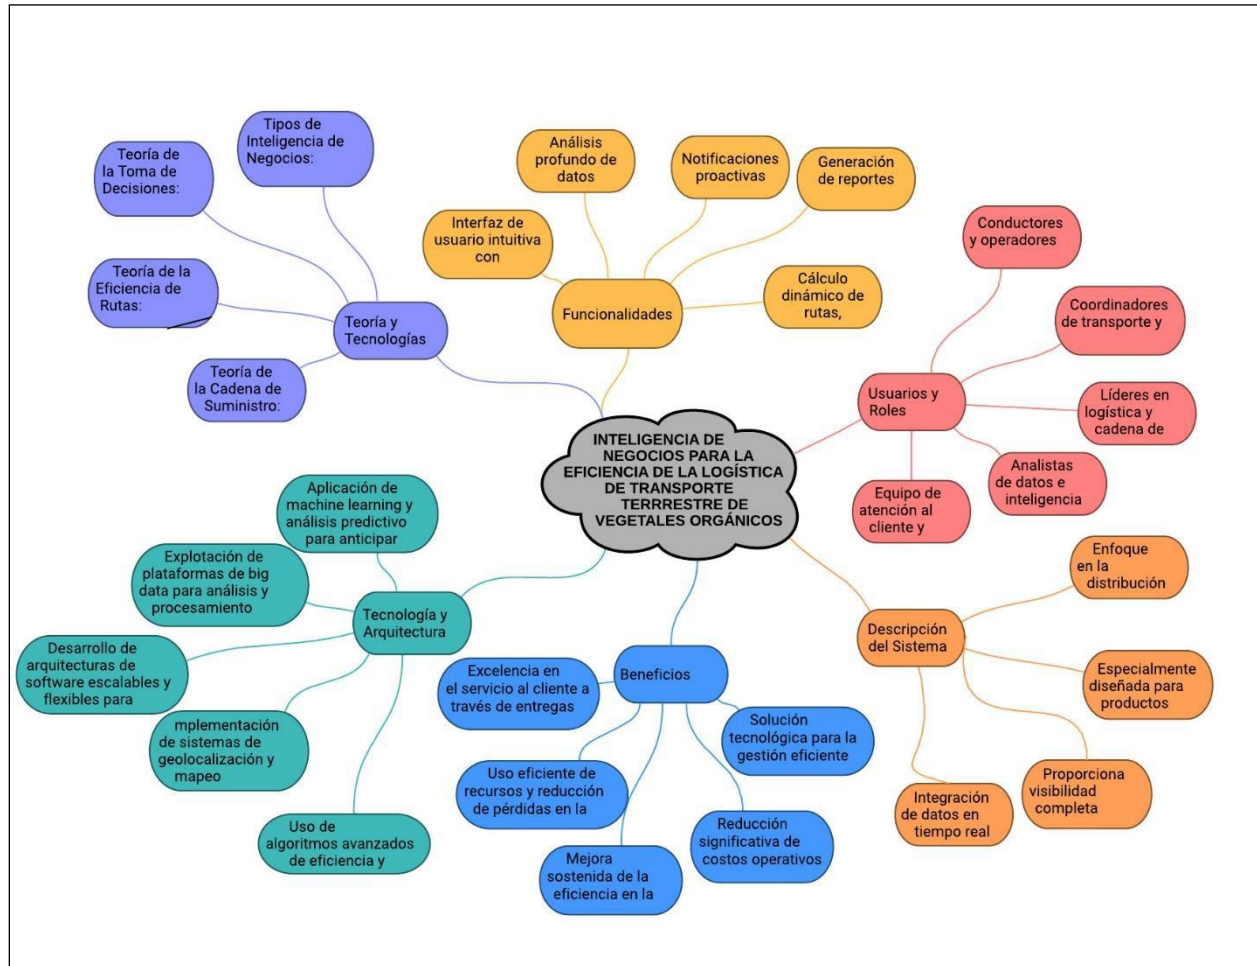 Tipos de
Inteligencia de
Negocios:
Teoría de
la Toma de
Decisiones:
Teoría de la
Eficiencia de
Rutas:
Teoría de
la Cadena de
Suministro:
Teoría y
Tecnologías
Análisis
profundo de
datos
Notificaciones
proactivas
Generación
de reportes
Interfaz de
usuario intuitiva
con
Cálculo
dinámico de
rutas,
Funcionalidades
Conductores
y operadores
Coordinadores
de transporte y
Líderes en
logística y
cadena de
Analistas
de datos e
inteligencia
Equipo de
atención al
cliente y
Usuarios y
Roles
INTELIGENCIA DE
NEGOCIOS PARA LA
EFICIENCIA DE LA LOGÍSTICA
DE TRANSPORTE
TERRRESTRE DE
VEGETALES ORGÁNICOS
Aplicación de
machine learning y
análisis predictivo
para anticipar
Explotación de
plataformas de big
data para análisis y
procesamiento
Desarrollo de
arquitecturas de
software escalables y
flexibles para
mplementación
de sistemas de
geolocalización y
mapeo
Uso de
algoritmos avanzados
de eficiencia y
Tecnología y
Arquitectura
Beneficios
Excelencia en
el servicio al cliente a
través de entregas
Uso eficiente de
recursos y reducción
de pérdidas en la
Mejora
sostenida de la
eficiencia en la
Reducción
significativa de
costos operativos
Solución
tecnológica para la
gestión eficiente
Descripción
del Sistema
Enfoque
en la
distribución
Especialmente
diseñada para
productos
Proporciona
visibilidad
completa
Integración
de datos en
tiempo real